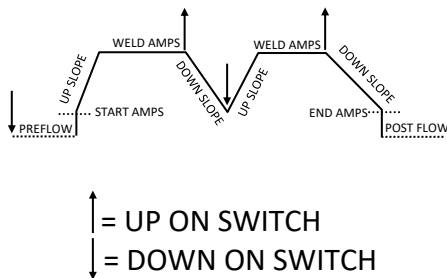 WELD AMPS
WELD AMPS
UP SLOPE
DOWN SLOPE
UP SLOPE
DOWN SLOPE
START AMPS
END AMPS
PREFLOW
POST FLOW
= UP ON SWITCH
= DOWN ON SWITCH